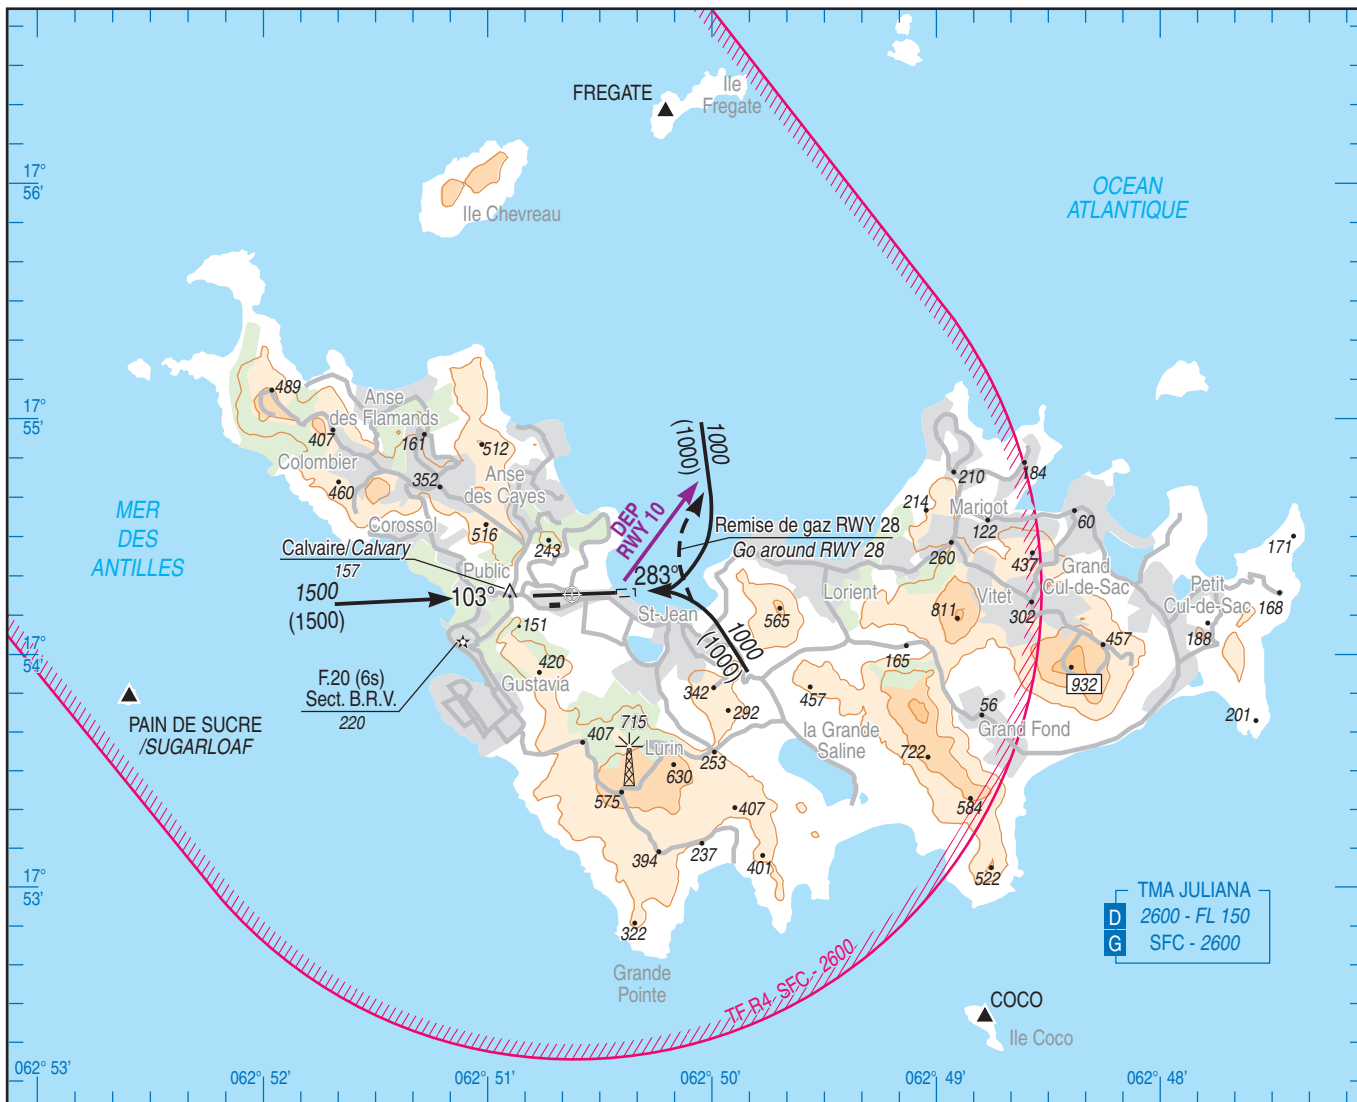 FREGATE
Ile
Fregate
17°
56'
OCEAN
ATLANTIQUE
Ile Chevreau
489
Anse
des Flamands
17°
55'
407
161
512
Colombier
352
Anse
des Cayes
460
Corossol
516
243
1000
(1000)
DEP
RWY 10
Remise de gaz RWY 28
Go around RWY 28
210
184
214
Marigot
122
60
171
260
437
Grand
Cul-de-Sac
MER
DES
ANTILLES
Calvaire/Calvary
157
Public
1500
(1500)
103°
283°
St-Jean
Lorient
Vitet
Petit
Cul-de-Sac
168
811
302
565
188
151
1000
(1000)
17°
54'
165
457
420
Gustavia
F.20 (6s)
Sect. B.R.V.
220
342
292
457
932
56
201
PAIN DE SUCRE
/SUGARLOAF
715
407
Lurin
la Grande
Saline
Grand Fond
253
722
630
575
584
407
394
237
401
522
17°
53'
322
Grande
Pointe
TMA JULIANA
D 2600 - FL 150
G SFC - 2600
TF R4 SFC - 2600
COCO
Ile Coco
062° 53'
062° 52'
062° 51'
062° 50'
062° 49'
062° 48'